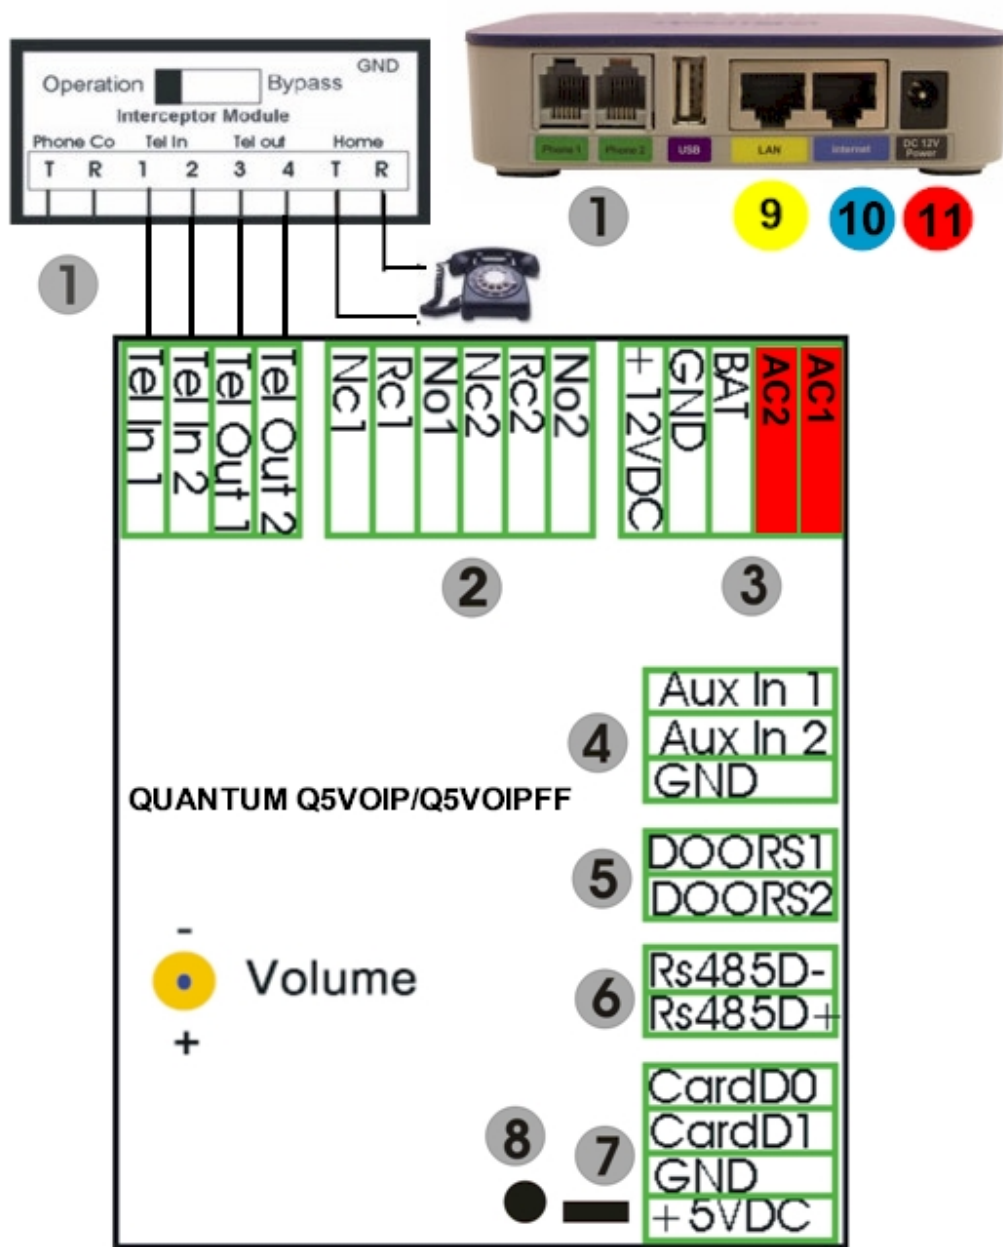 GND
Operation Bypass
Interceptor Module
Phone Co Tel In Tel out Home
T R 1 2 3 4 T R
1
Phone 1 Phone 2 USB LAN internet DC 12V
Power
1 9 10 11
Tel In 1
Tel In 2
Tel Out 1
Tel Out 2
Nc1
Rc1
No1
Nc2
Rc2
No2
+12VDC
GND
BAT
AC2
AC1
2
3
Aux In 1
Aux In 2
GND
4
QUANTUM Q5VOIP/Q5VOIPFF
DOORS1
DOORS2
5
-
Volume
+
Rs485D-
Rs485D+
6
CardD0
CardD1
GND
+5VDC
8
7